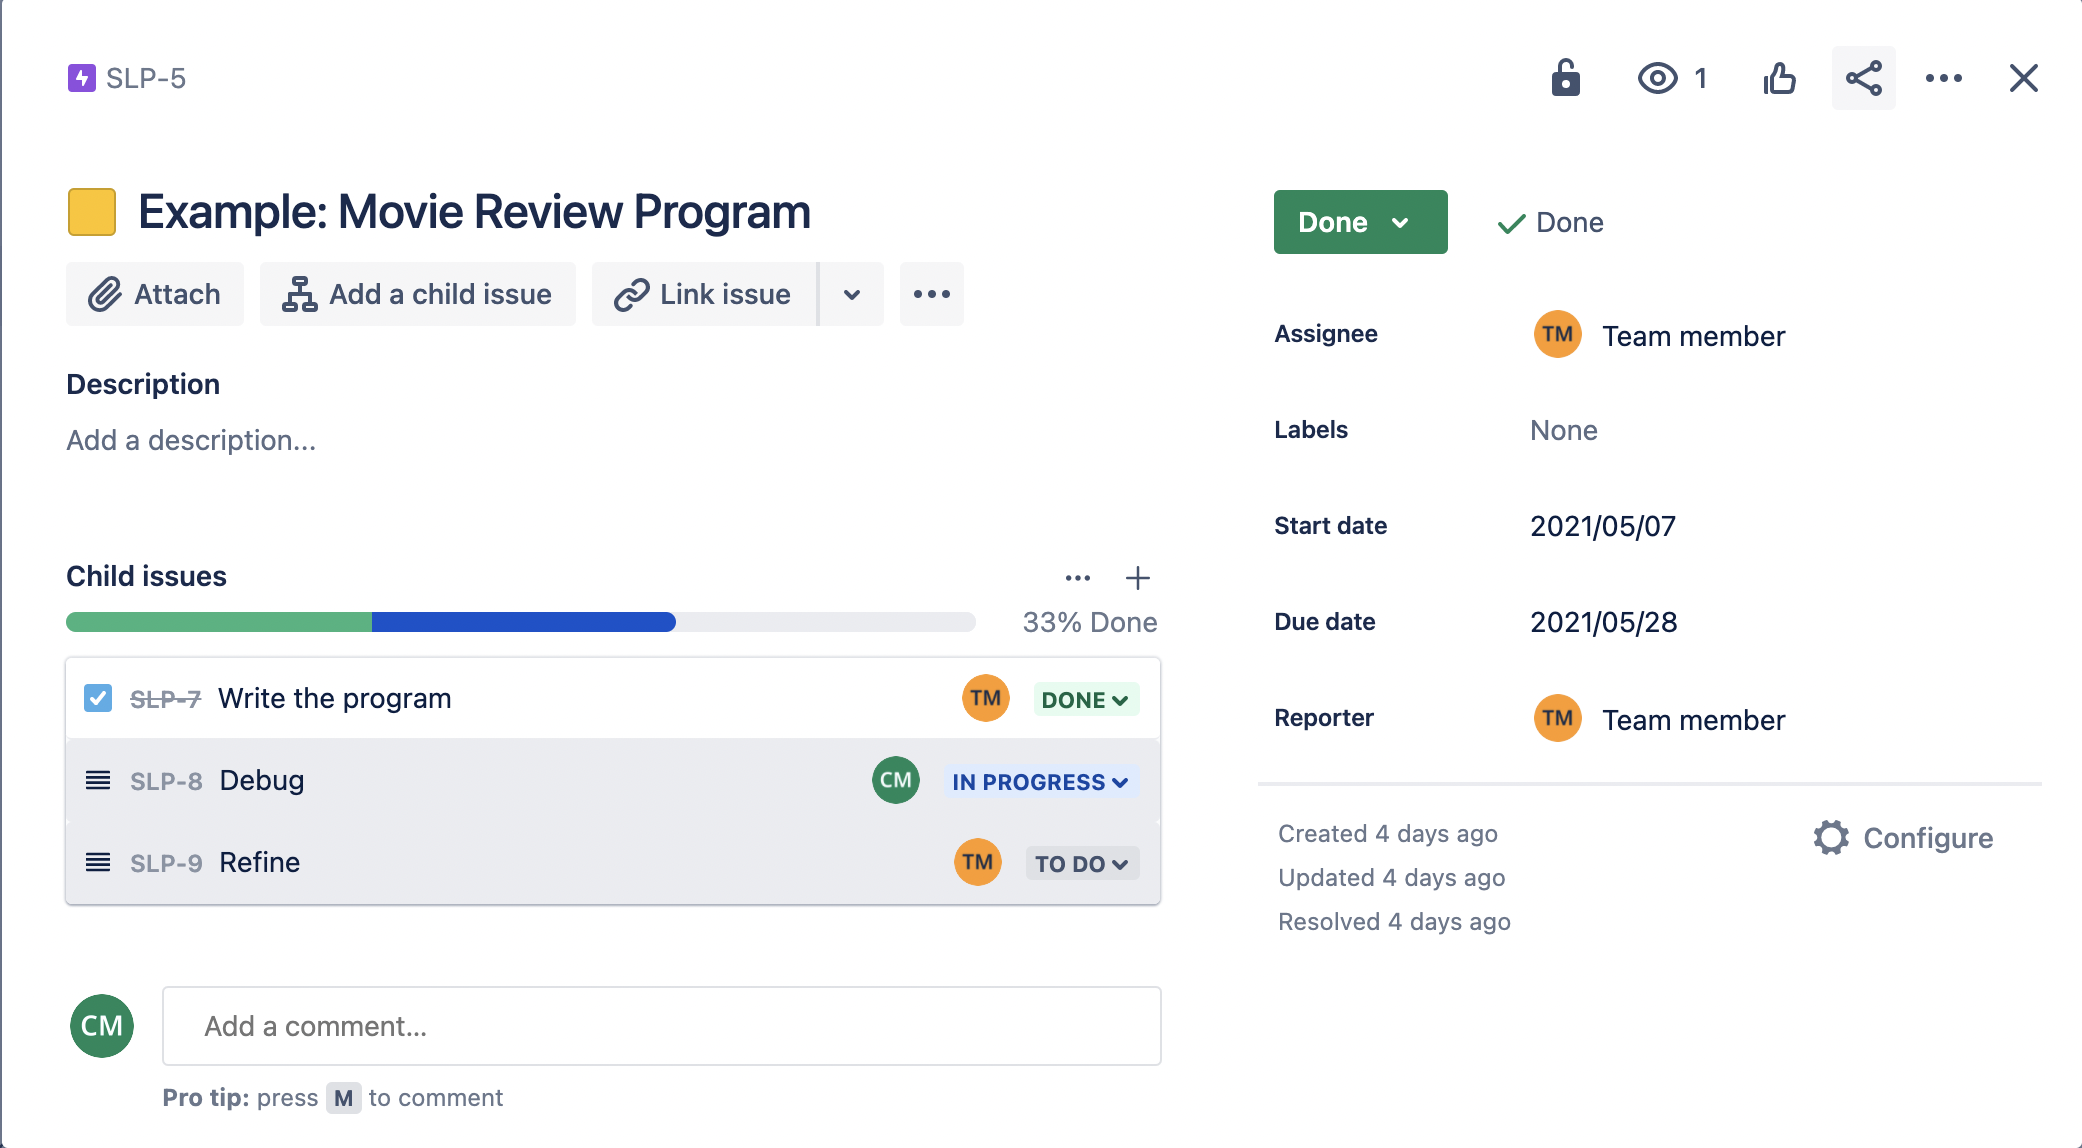 SLP-5
1
Example: Movie Review Program
Attach
Add a child issue
Link issue
Description
Add a description...
Child issues
33% Done
SLP-7 Write the program TM DONE
SLP-8 Debug CM IN PROGRESS
SLP-9 Refine TM TO DO
CM Add a comment...
Pro tip: press M to comment
Done
Done
Assignee TM Team member
Labels None
Start date 2021/05/07
Due date 2021/05/28
Reporter TM Team member
Created 4 days ago
Configure
Updated 4 days ago
Resolved 4 days ago